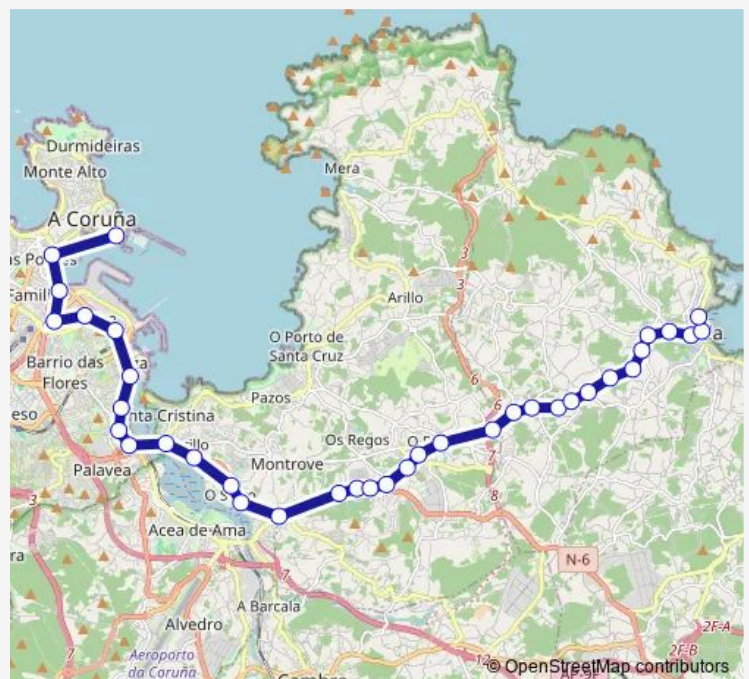 Durmideiras
Monte Alto
A Coruña
Mera
3
3
Arillo
O Porto de
Santa Cruz
Barrio das
Flores
6
Pazos
6
Os Regos
7
Palavea
Montrove
3
8
Acea de Ama
N-6
7
A Barcala
Alvedro
2F-A
7
Aeroporto
da Coruña
2F-B
12
© OpenStreetMap contributors